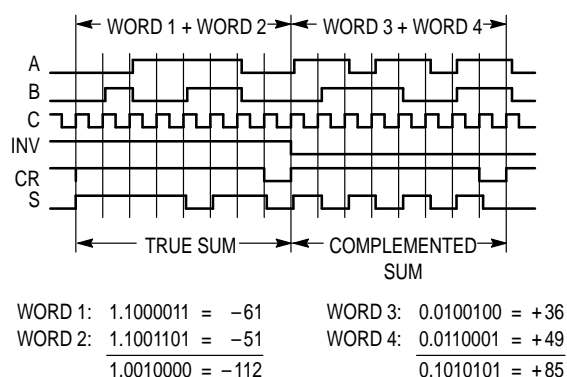 WORD 1 + WORD 2 WORD 3 + WORD 4
A
B
C
INV
CR
S
TRUE SUM COMPLEMENTED SUM
WORD 1: 1.1000011 = –61 WORD 3: 0.0100100 = +36
WORD 2: 1.1001101 = –51 WORD 4: 0.0110001 = +49
1.0010000 = –112 0.1010101 = +85